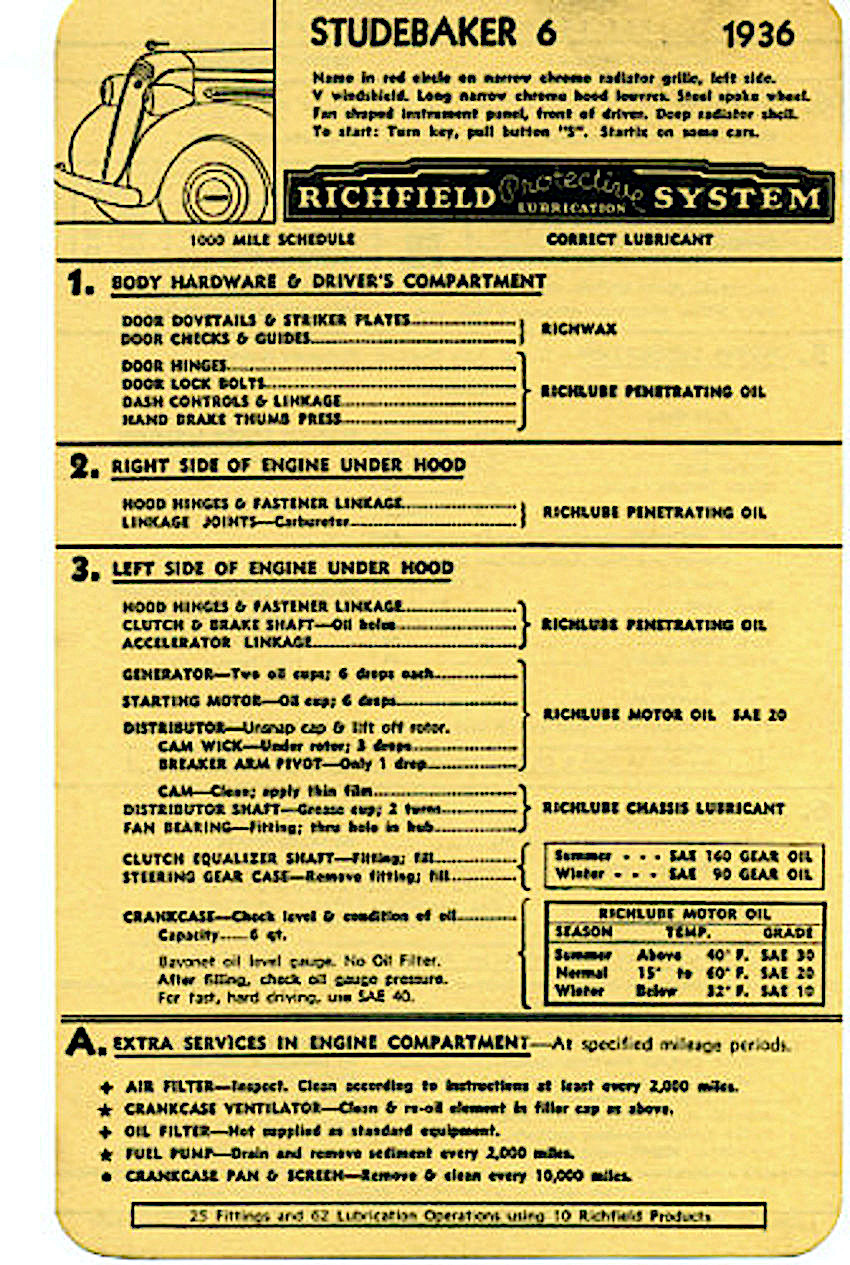 STUDEBAKER 6 1936
Name in red circle on narrow chrome radiator grille, left side.
V windshield. Long narrow chrome hood louvres. Steel spoke wheel.
Fan shaped instrument panel, front of driver. Deep radiator shell.
To start: Turn key, pull button "S". Startix on some cars.
RICHFIELD Protective LUBRICATION SYSTEM
1000 MILE SCHEDULE CORRECT LUBRICANT
1. BODY HARDWARE & DRIVER'S COMPARTMENT
DOOR DOVETAILS & STRIKER PLATES
DOOR CHECKS & GUIDES
RICHWAX
DOOR HINGES
DOOR LOCK BOLTS
DASH CONTROLS & LINKAGE
HAND BRAKE THUMB PRESS
RICHLUBE PENETRATING OIL
2. RIGHT SIDE OF ENGINE UNDER HOOD
HOOD HINGES & FASTENER LINKAGE
LINKAGE JOINTS—Carburetor
RICHLUBE PENETRATING OIL
3. LEFT SIDE OF ENGINE UNDER HOOD
HOOD HINGES & FASTENER LINKAGE
CLUTCH & BRAKE SHAFT—Oil holes
ACCELERATOR LINKAGE
RICHLUBE PENETRATING OIL
GENERATOR—Two oil cups; 6 drops each
STARTING MOTOR—Oil cup; 6 drops
DISTRIBUTOR—Unsnap cap & lift off rotor.
CAM WICK—Under rotor; 3 drops
BREAKER ARM PIVOT—Only 1 drop
RICHLUBE MOTOR OIL SAE 20
CAM—Clean; apply thin film
DISTRIBUTOR SHAFT—Grease cup; 2 turns
FAN BEARING—Fitting; thru hole in hub
RICHLUBE CHASSIS LUBRICANT
CLUTCH EQUALIZER SHAFT—Fitting; fill
STEERING GEAR CASE—Remove fitting; fill
Summer - - - SAE 160 GEAR OIL
Winter - - - SAE 90 GEAR OIL
CRANKCASE—Check level & condition of oil
Capacity......6 qt.
Bayonet oil level gauge. No Oil Filter.
After filling, check oil gauge pressure.
For fast, hard driving, use SAE 40.
RICHLUBE MOTOR OIL
SEASON TEMP. GRADE
Summer Above 40° F. SAE 30
Normal 15° to 60° F. SAE 20
Winter Below 32° F. SAE 10
A. EXTRA SERVICES IN ENGINE COMPARTMENT—At specified mileage periods.
✦ AIR FILTER—Inspect. Clean according to instructions at least every 2,000 miles.
★ CRANKCASE VENTILATOR—Clean & re-oil element in filler cap as above.
✦ OIL FILTER—Not supplied as standard equipment.
★ FUEL PUMP—Drain and remove sediment every 2,000 miles.
● CRANKCASE PAN & SCREEN—Remove & clean every 10,000 miles.
25 Fittings and 62 Lubrication Operations using 10 Richfield Products